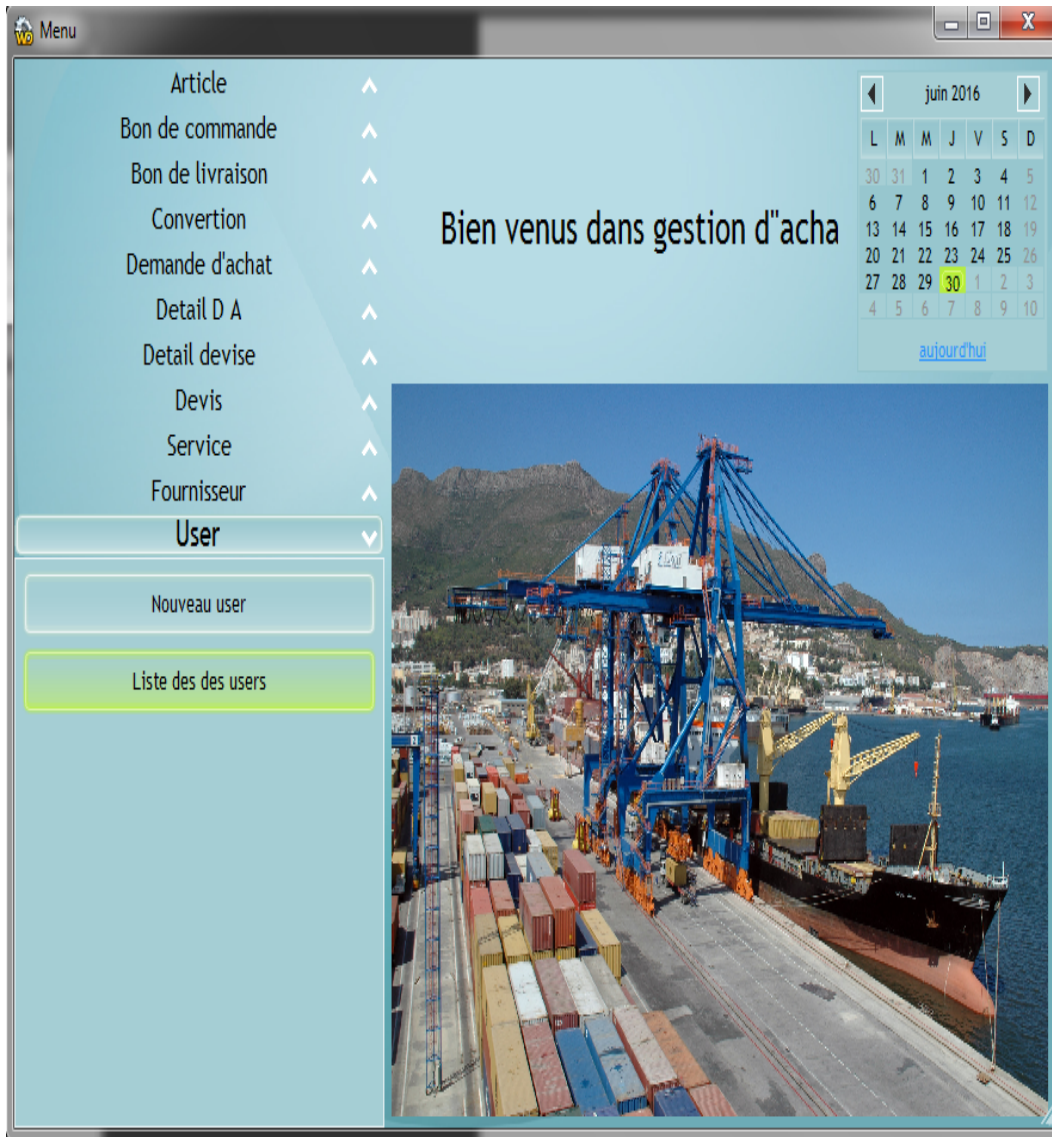 Menu
Article
Bon de commande
Bon de livraison
Convertion
Demande d'achat
Detail D A
Detail devise
Devis
Service
Fournisseur
User
Nouveau user
Liste des des users
Bien venus dans gestion d"acha
juin 2016
L M M J V S D
30 31 1 2 3 4 5
6 7 8 9 10 11 12
13 14 15 16 17 18 19
20 21 22 23 24 25 26
27 28 29 30 1 2 3
4 5 6 7 8 9 10
aujourd'hui